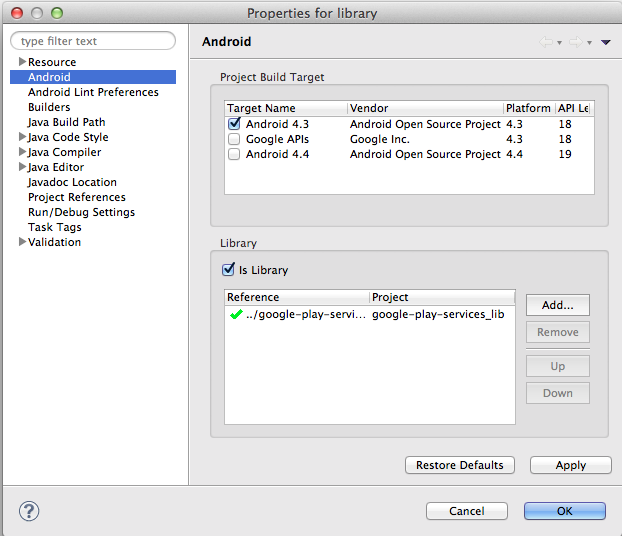 Properties for library
type filter text
Resource
Android
Android Lint Preferences
Builders
Java Build Path
Java Code Style
Java Compiler
Java Editor
Javadoc Location
Project References
Run/Debug Settings
Task Tags
Validation
Android
Project Build Target
Target Name Vendor Platform API Le
Android 4.3 Android Open Source Project 4.3 18
Google APIs Google Inc. 4.3 18
Android 4.4 Android Open Source Project 4.4 19
Library
Is Library
Reference Project
../google-play-servi... google-play-services_lib
Add...
Remove
Up
Down
Restore Defaults Apply
? Cancel OK